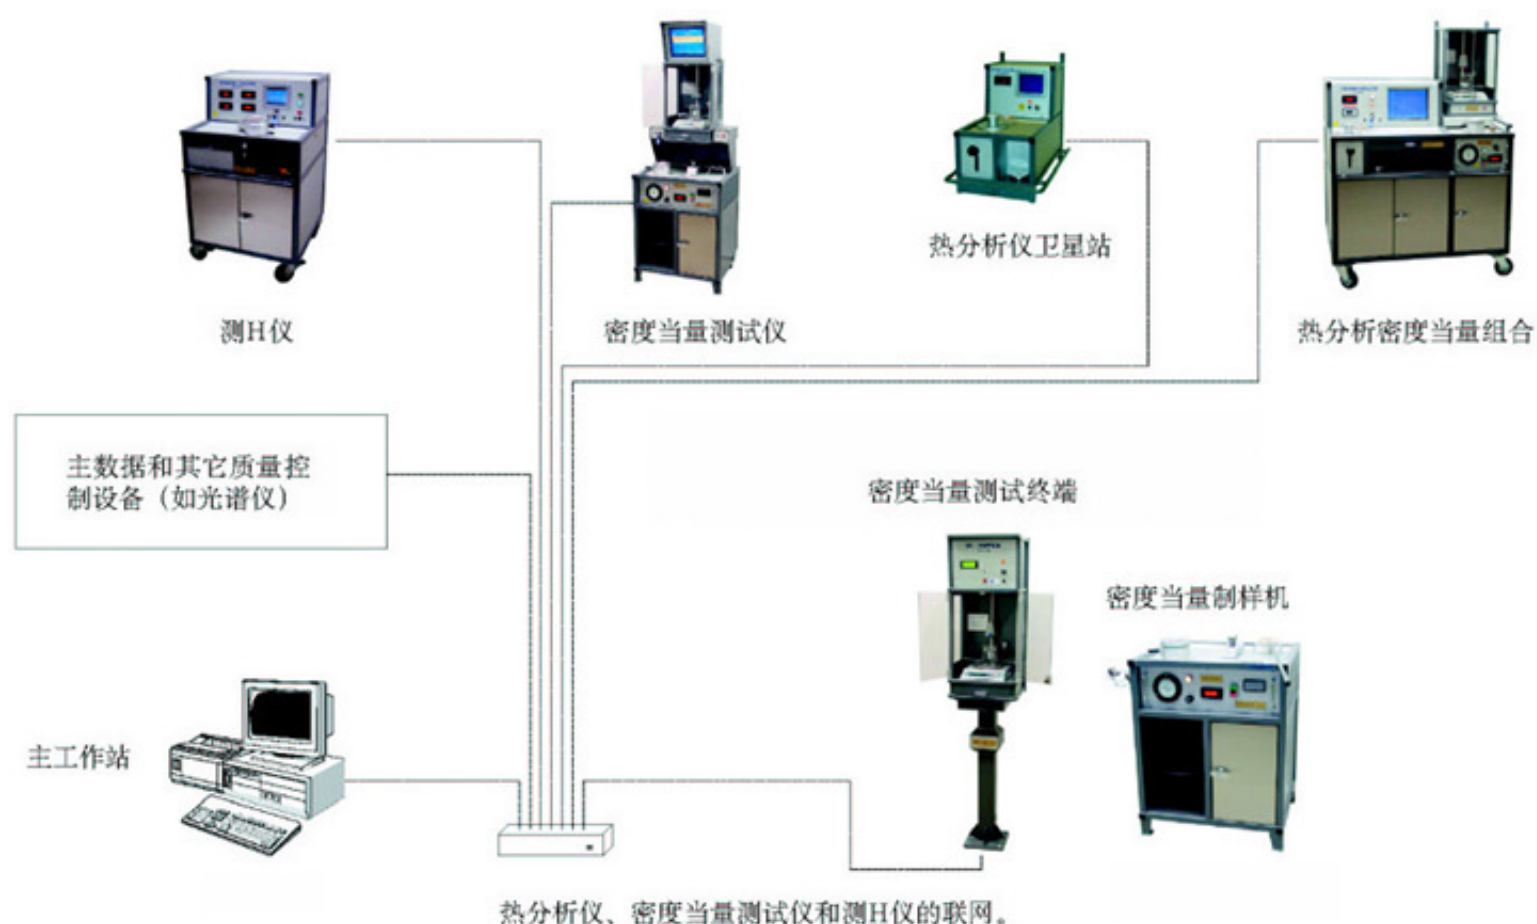 热分析仪卫星站
测H仪
密度当量测试仪
热分析密度当量组合
主数据和其它质量控
制设备（如光谱仪）
密度当量测试终端
密度当量制样机
主工作站
热分析仪、密度当量测试仪和测H仪的联网。